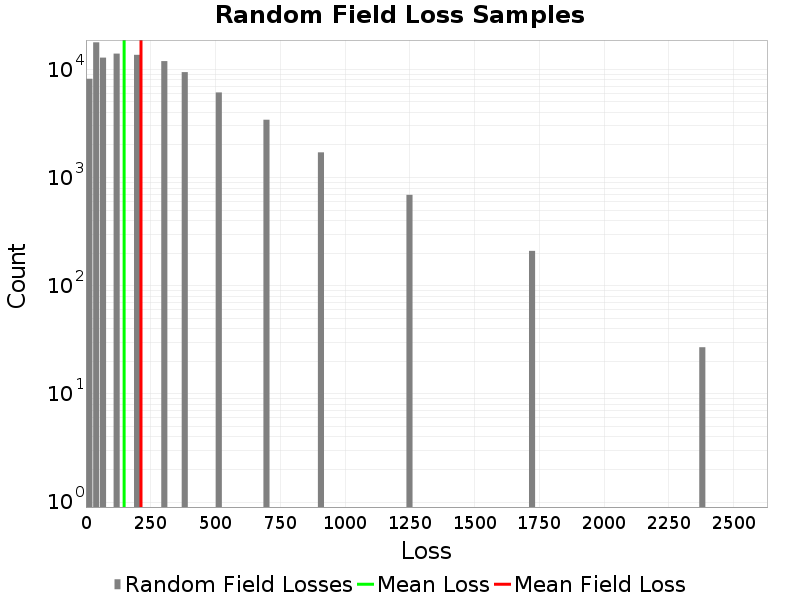 Random Field Loss Samples
Count
10^4
10^3
10^2
10^1
10^0
0 250 500 750 1000 1250 1500 1750 2000 2250 2500
Loss
Random Field Losses Mean Loss Mean Field Loss